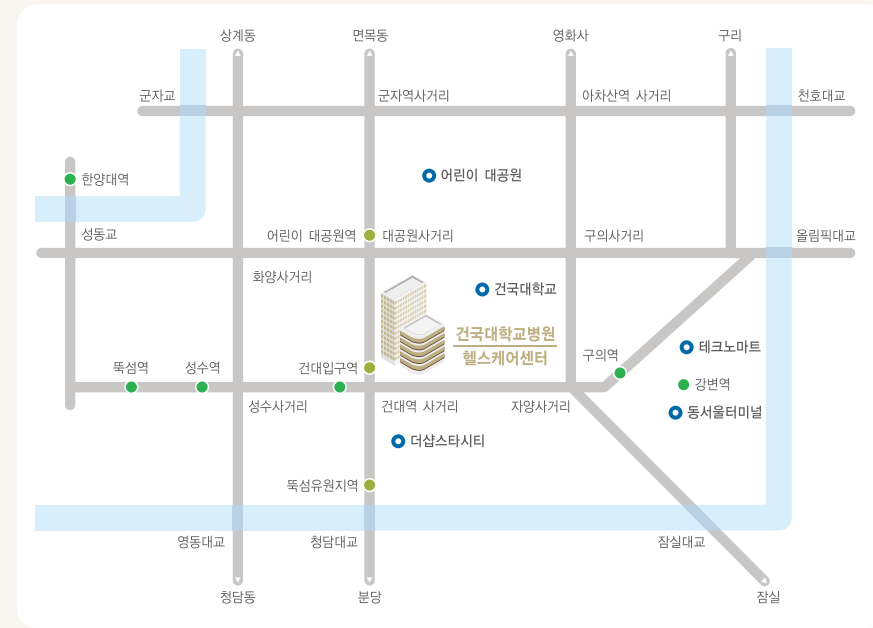 상계동
면목동
영화사
구리
군자교
군자역사거리
아차산역 사거리
천호대교
한양대역
어린이 대공원
성동교
어린이 대공원역
대공원사거리
구의사거리
올림픽대교
화양사거리
건국대학교
건국대학교병원
헬스케어센터
테크노마트
구의역
뚝섬역
성수역
건대입구역
강변역
성수사거리
건대역 사거리
자양사거리
동서울터미널
더샵스타시티
뚝섬유원지역
영동대교
청담대교
잠실대교
청담동
분당
잠실